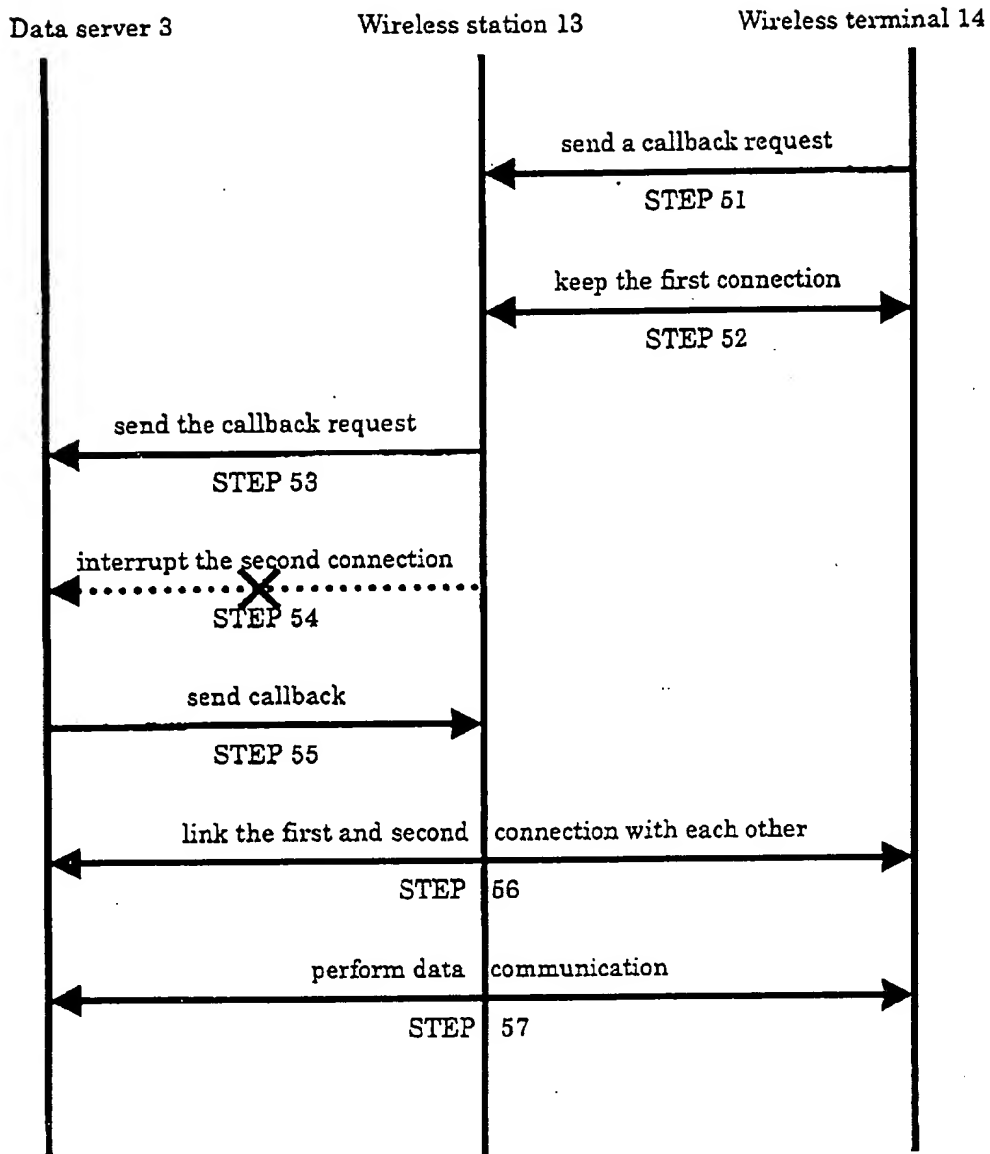 Data server 3
Wireless station 13
Wireless terminal 14
send a callback request
STEP 51
keep the first connection
STEP 52
send the callback request
STEP 53
interrupt the second connection
STEP 54
send callback
STEP 55
link the first and second connection with each other
STEP 56
perform data communication
STEP 57